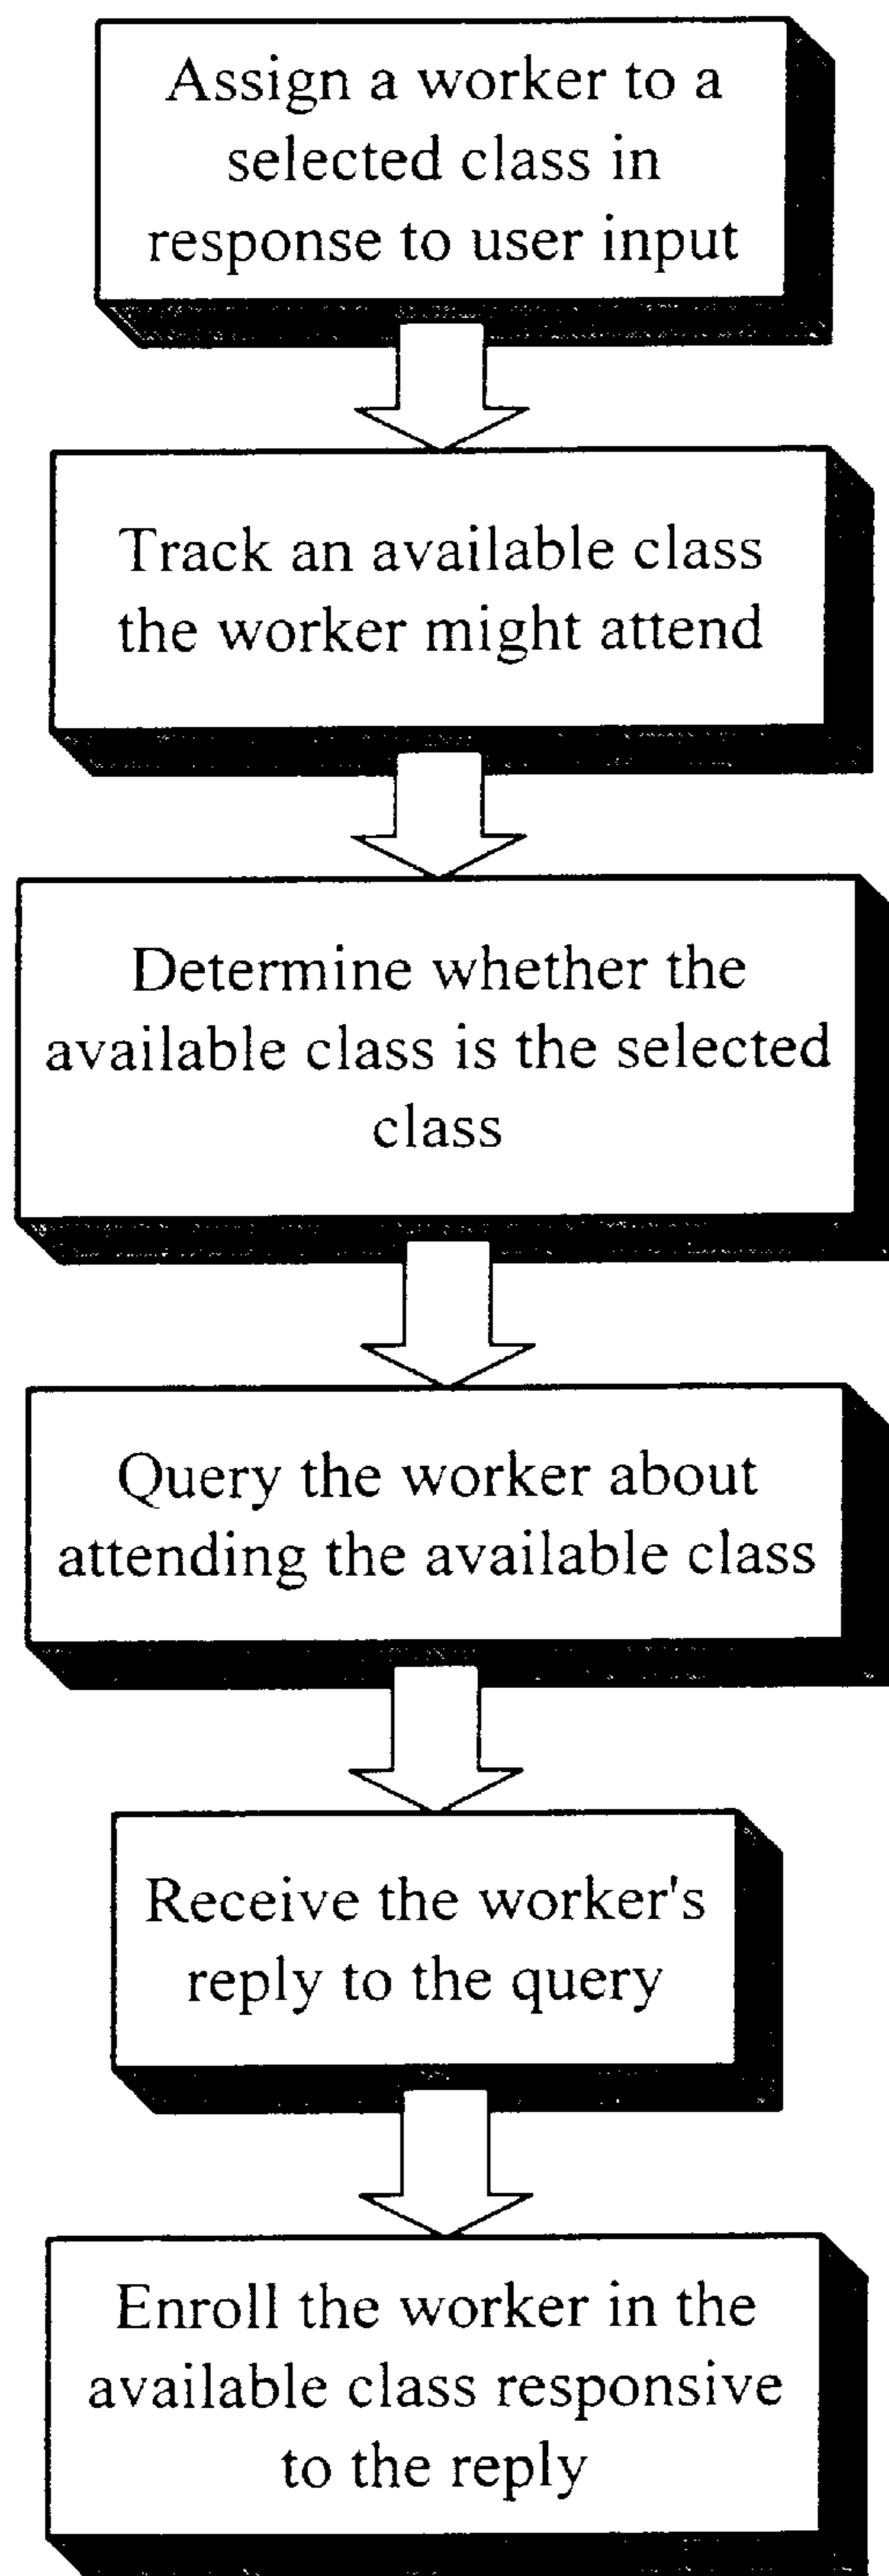 Assign a worker to a
selected class in
response to user input
Track an available class
the worker might attend
Determine whether the
available class is the selected
class
Query the worker about
attending the available class
Receive the worker's
reply to the query
Enroll the worker in the
available class responsive
to the reply